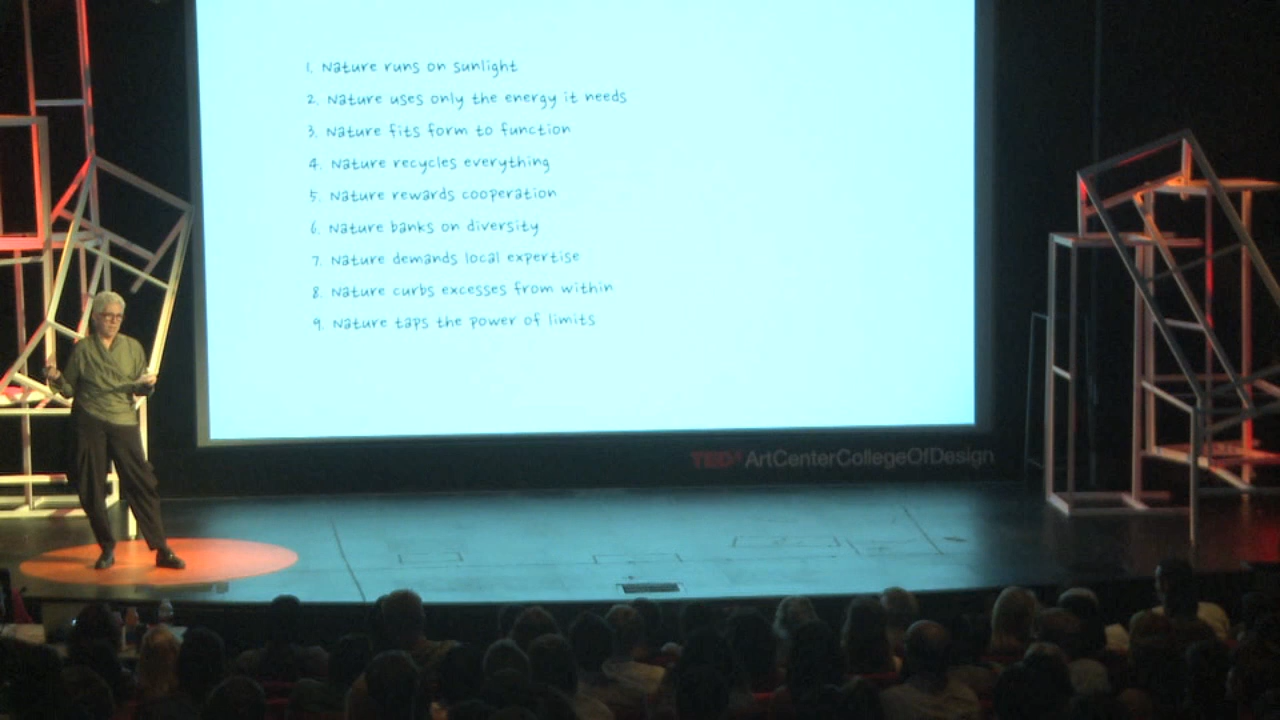 1. Nature runs on sunlight
2. Nature uses only the energy it needs
3. Nature fits form to function
4. Nature recycles everything
5. Nature rewards cooperation
6. Nature banks on diversity
7. Nature demands local expertise
8. Nature curbs excesses from within
9. Nature taps the power of limits
TEDx ArtCenterCollegeOfDesign